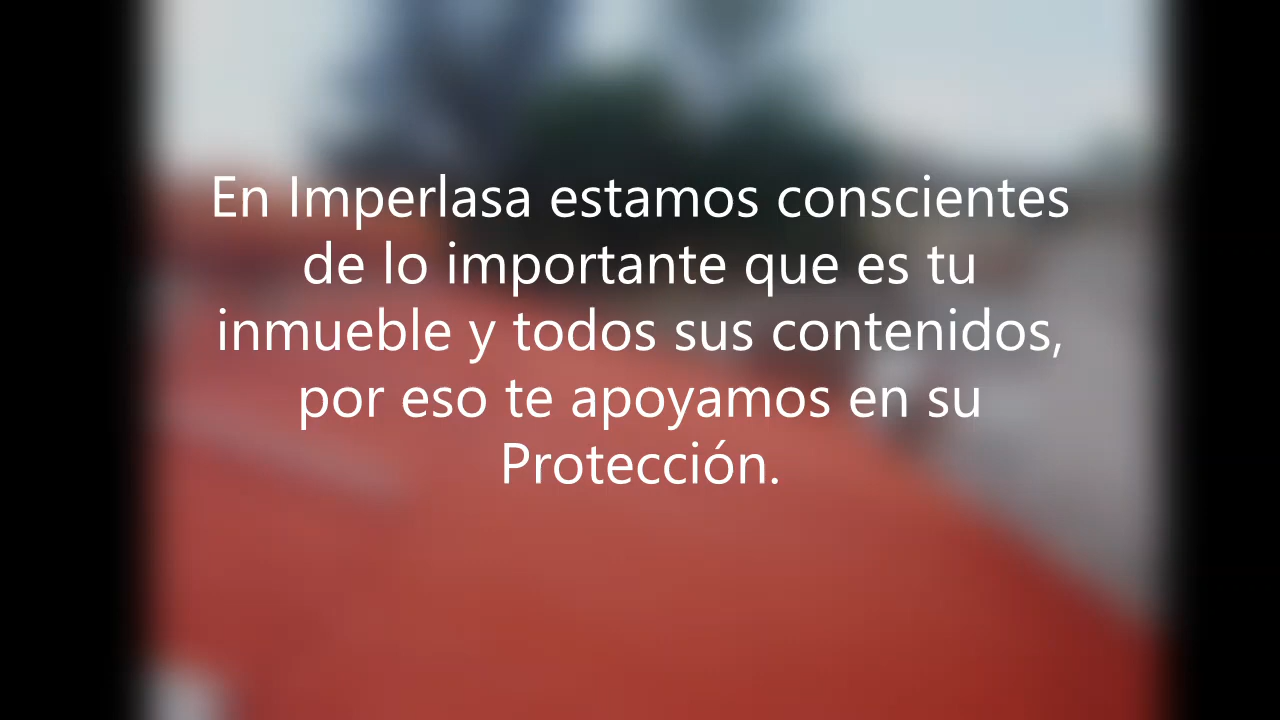 En Imperlasa estamos conscientes
de lo importante que es tu
inmueble y todos sus contenidos,
por eso te apoyamos en su
Protección.